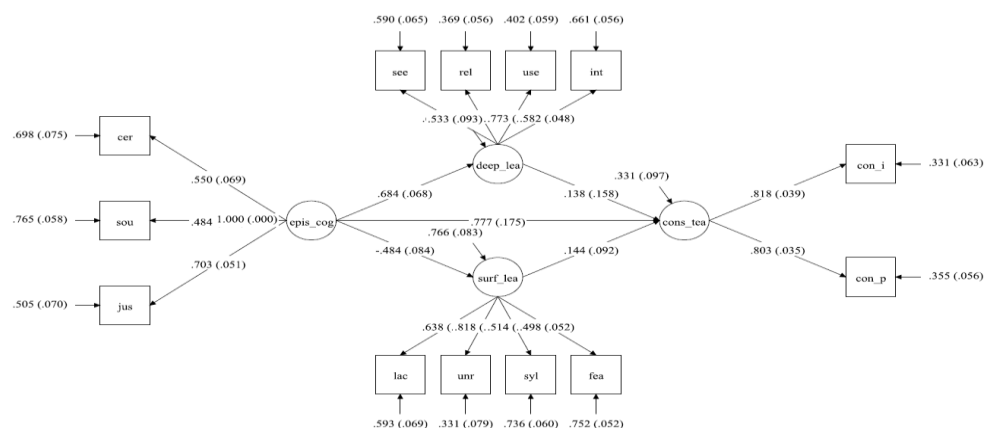 .590 (.065) .369 (.056) .402 (.059) .661 (.056)
see rel use int
.533 (.093) ..773 ..582 (.048)
.698 (.075) cer
deep_lea
.331 (.063)
con_i
.550 (.069)
.684 (.068)
.138 (.158)
.331 (.097)
.818 (.039)
.765 (.058) sou .484 1.000 (.000) epis_cog .777 (.175) cons_tea
.766 (.083)
.703 (.051)
-.484 (.084)
.144 (.092)
.803 (.035)
surf_lea
con_p .355 (.056)
.505 (.070) jus
.638 (..818 (..514 (..498 (.052)
lac unr syl fea
.593 (.069) .331 (.079) .736 (.060) .752 (.052)